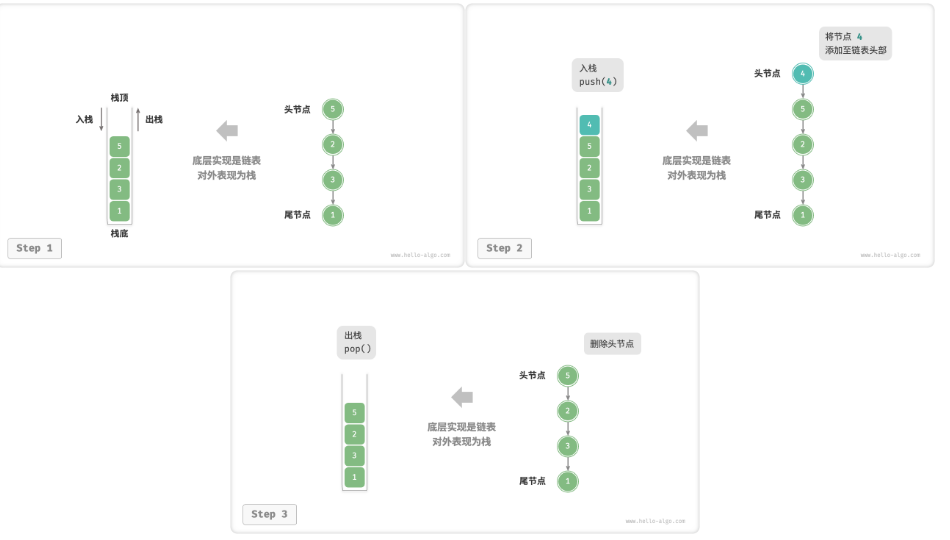 栈顶
入栈
出栈
5
2
3
1
栈底
底层实现是链表
对外表现为栈
头节点
5
2
3
尾节点
1
Step 1
www.hello-algo.com
将节点 4
添加至链表头部
入栈
push(4)
4
5
2
3
1
底层实现是链表
对外表现为栈
头节点
4
5
2
3
尾节点
1
Step 2
www.hello-algo.com
出栈
pop()
5
2
3
1
底层实现是链表
对外表现为栈
删除头节点
头节点
5
2
3
尾节点
1
Step 3
www.hello-algo.com